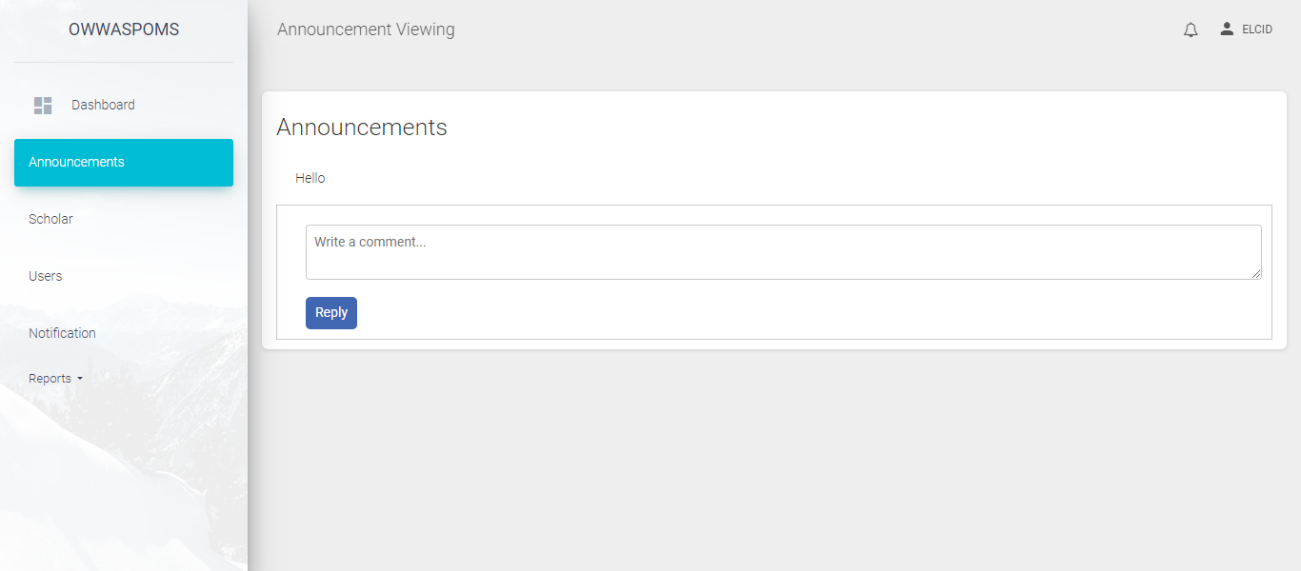 OWWASPOMS
Dashboard
Announcements
Scholar
Users
Notification
Reports
Announcement Viewing
ELCID
Announcements
Hello
Write a comment...
Reply